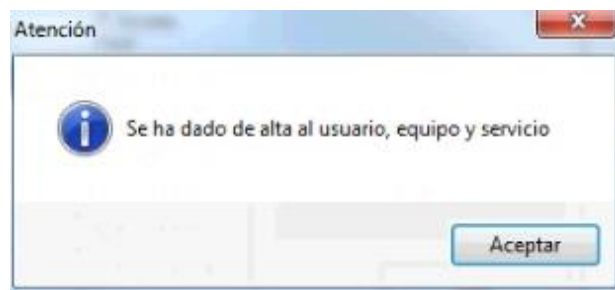 Atención
Se ha dado de alta al usuario, equipo y servicio
Aceptar